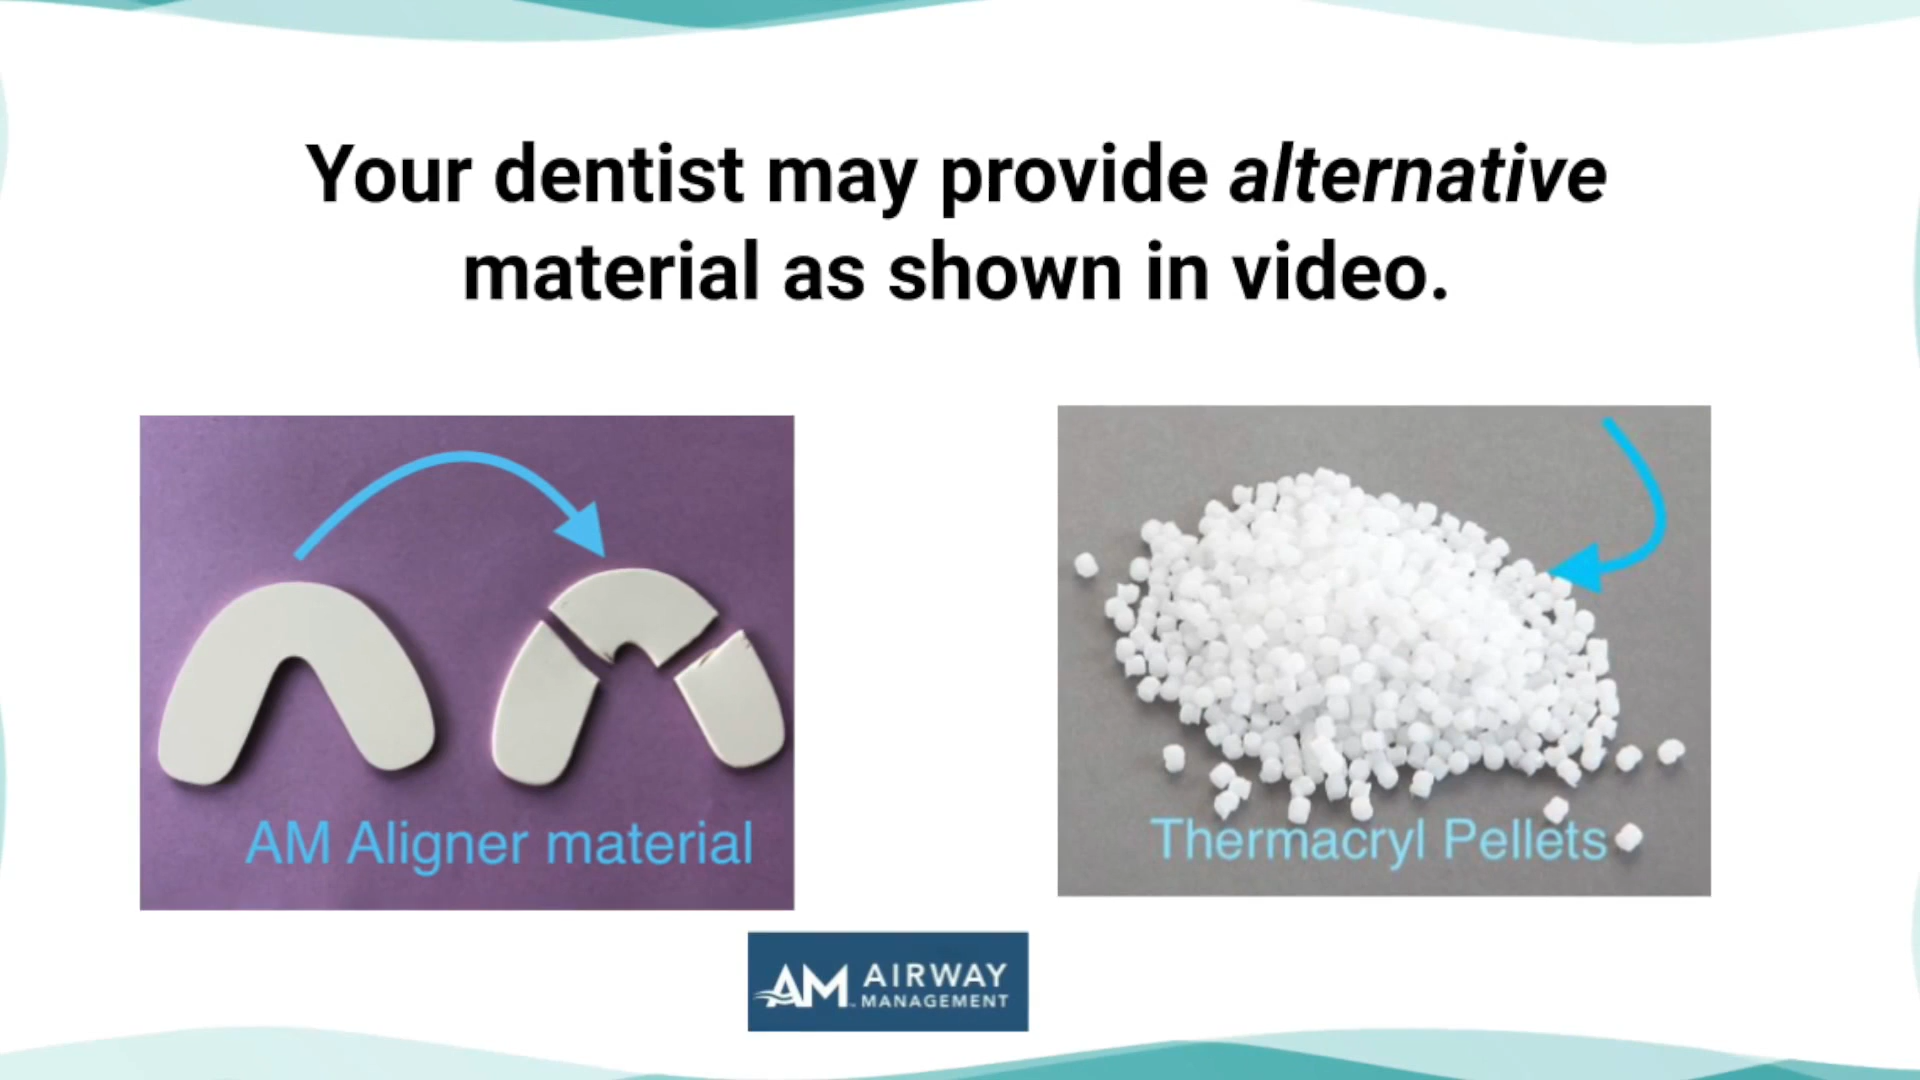 Your dentist may provide alternative
material as shown in video.
AM Aligner material
Thermacryl Pellets
AM AIRWAY
MANAGEMENT